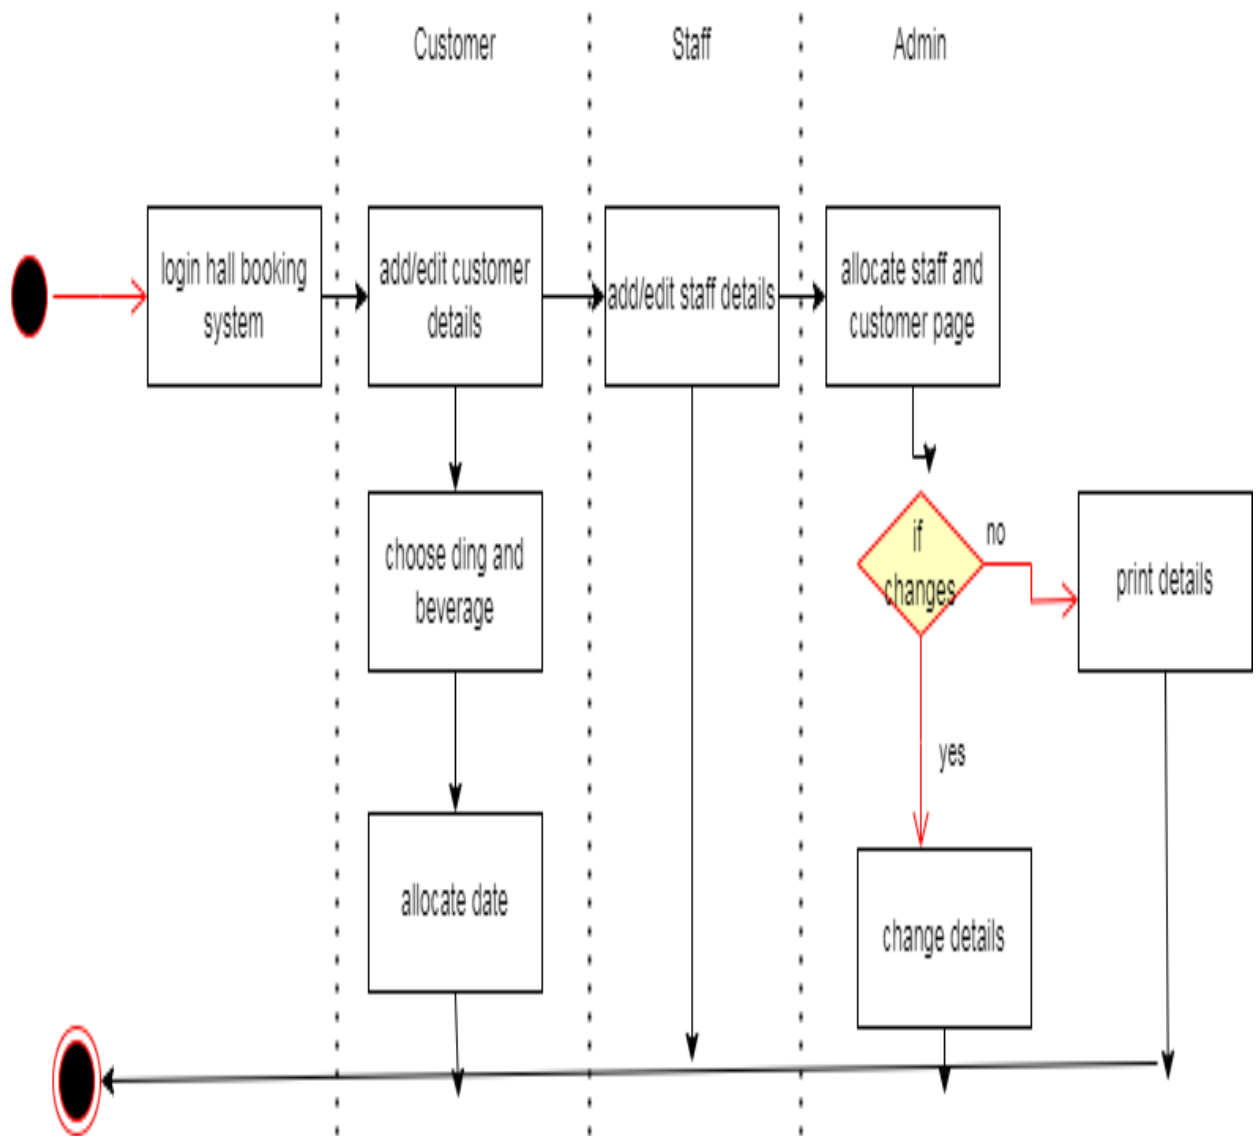 Customer
Staff
Admin
login hall booking
system
add/edit customer
details
add/edit staff details
allocate staff and
customer page
choose ding and
beverage
if
changes
no
print details
yes
allocate date
change details